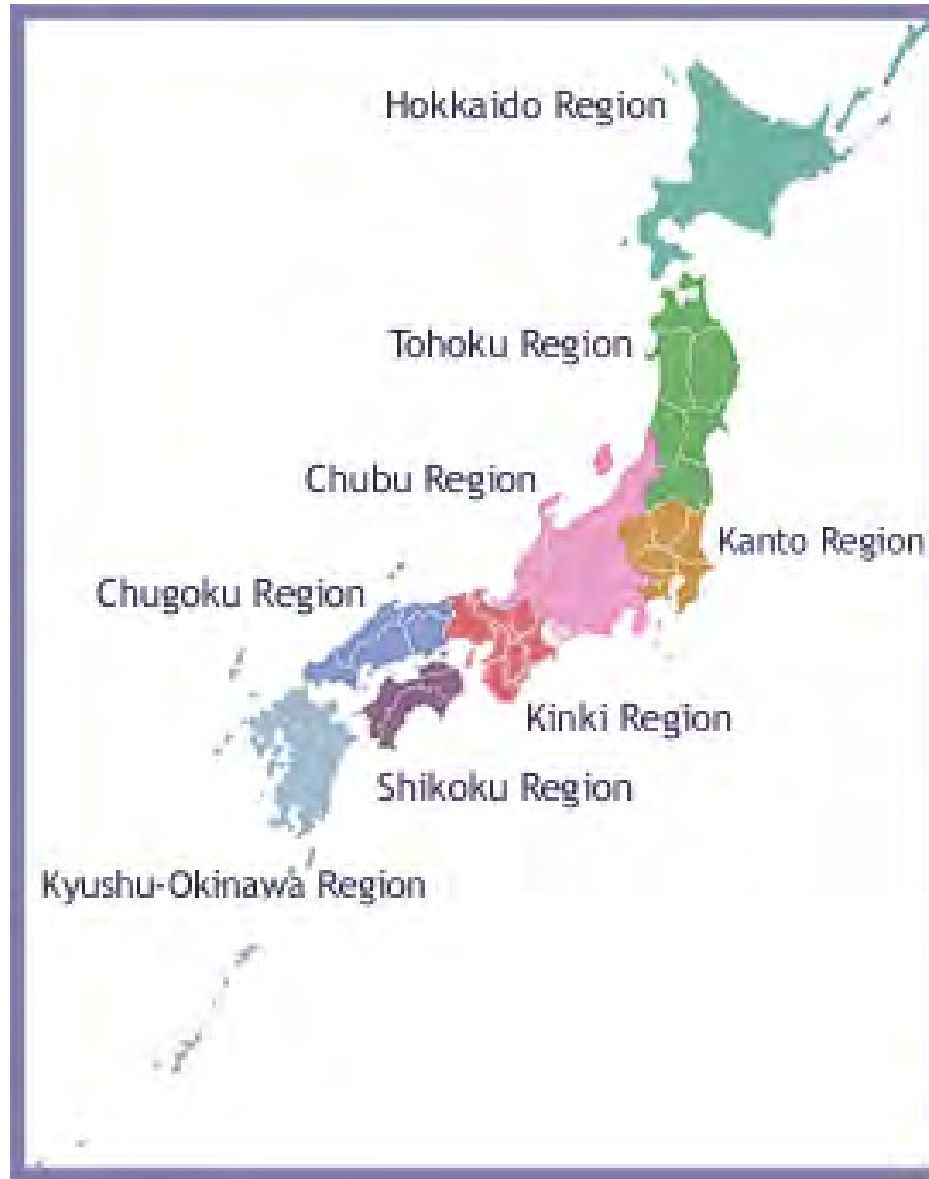 Hokkaido Region
Tohoku Region
Chubu Region
Kanto Region
Chugoku Region
Kinki Region
Shikoku Region
Kyushu-Okinawa Region